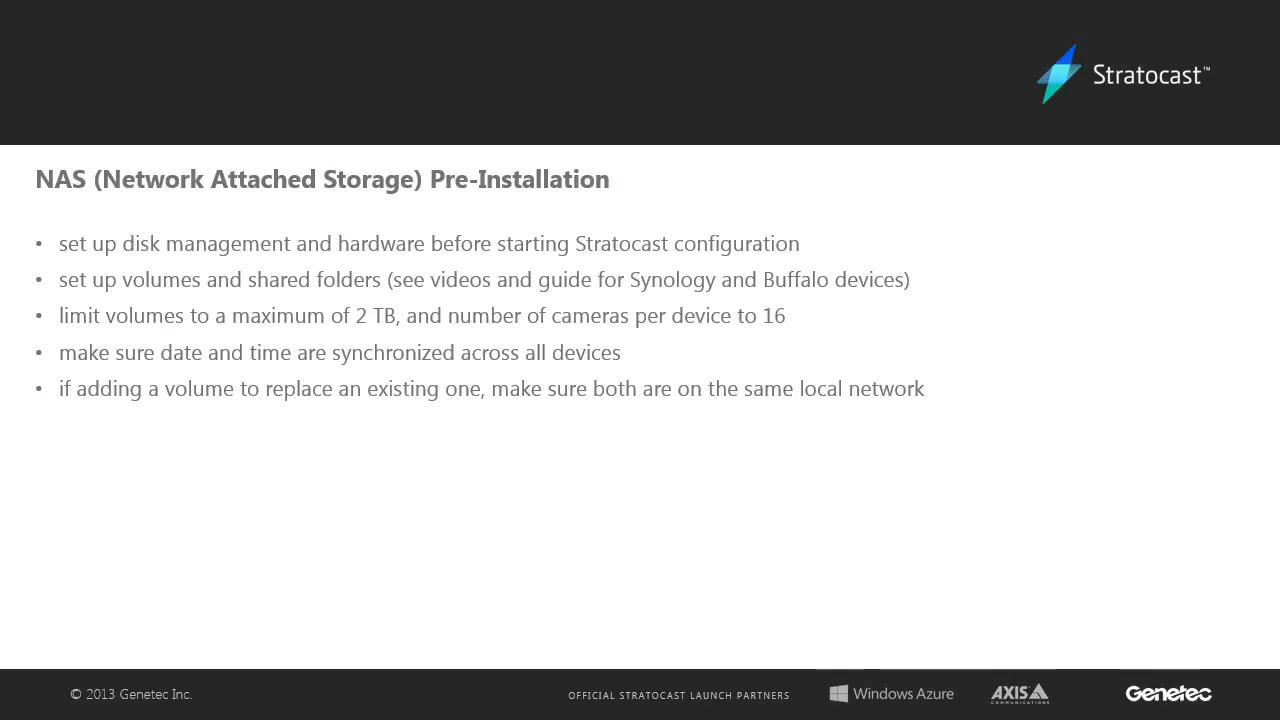 Stratocast™
NAS (Network Attached Storage) Pre-Installation
• set up disk management and hardware before starting Stratocast configuration
• set up volumes and shared folders (see videos and guide for Synology and Buffalo devices)
• limit volumes to a maximum of 2 TB, and number of cameras per device to 16
• make sure date and time are synchronized across all devices
• if adding a volume to replace an existing one, make sure both are on the same local network
© 2013 Genetec Inc.
OFFICIAL STRATOCAST LAUNCH PARTNERS
Windows Azure
AXIS
COMMUNICATIONS
Genetec